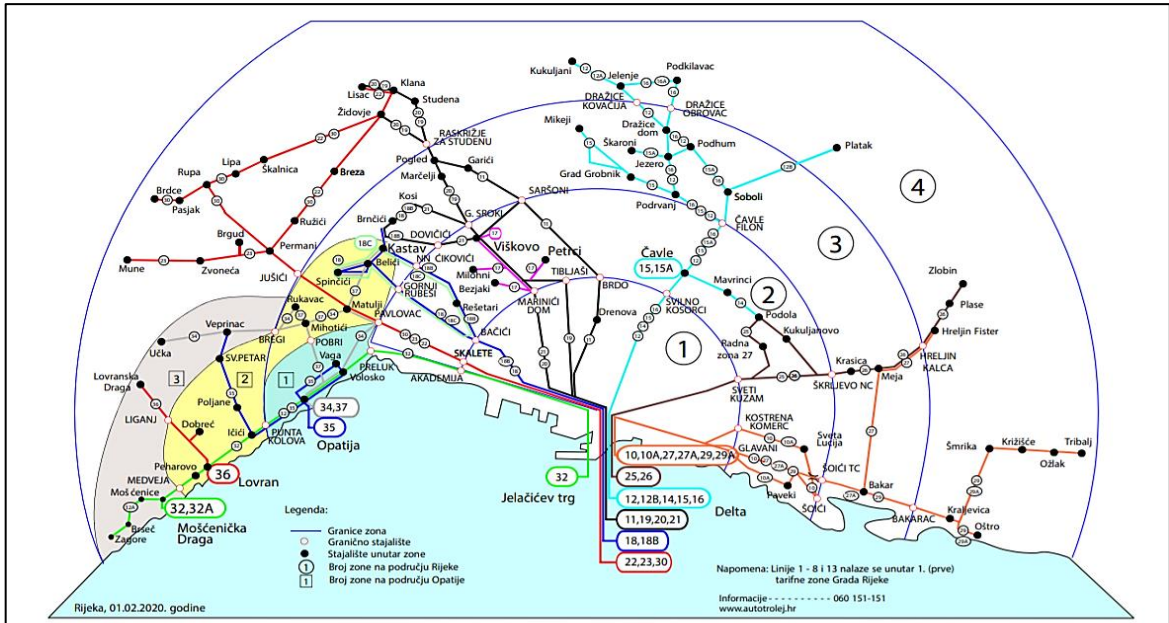 Kukuljani
Jelenje
Podkilavac
Klana
Lisac
Studena
DRAŽICE
KOVAČIJA
DRAŽICE
OBROVAC
Židovje
Mikeji
Dražice
dom
RASKRIŽJE
ZA STUDENU
Škaroni
Podhum
Platak
Pogled
Garići
Lipa
Škalnica
Marčelji
Jezero
Grad Grobnik
Rupa
Breza
Soboli
4
Brdce
Pasjak
Kosi
SARŠONI
Podrvanj
Brnčići
G. SROKI
ČAVLE
FILON
3
Ružići
DOVIČIĆI
18C
Kastav
Viškovo
Petrci
Čavle
15,15A
Brgud
Permani
NN ČIKOVIĆI
Belići
Mune
Zvoneća
JUŠIĆI
Spinčići
Milohni
TIBLJAŠI
Mavrinci
Zlobin
GORNJI
RUBEŠI
Bezjaki
MARINIĆI
DOM
BRDO
SVILNO
KOSORCI
2
Plase
Rukavac
Matulji
Rešetari
Drenova
Podola
Hreljin Fister
Veprinac
Mihotići
PAVLOVAC
Kukuljanovo
BREGI
POBRI
BAČIĆI
1
Radna
zona 27
HRELJIN
KALCA
Učka
SV.PETAR
Vaga
SKALETE
Krasica
Meja
Lovranska
Draga
3
2
1
PRELUK
Volosko
AKADEMIJA
SVETI
KUZAM
ŠKRLJEVO NC
Poljane
34,37
KOSTRENA
KOMERC
LIGANJ
Dobreć
Ičići
PUNTA
KOLOVA
35
Opatija
GLAVANI
Sveta
Lucija
Šmrika
Križišće
Tribalj
Ožlak
Peharovo
36
Lovran
10,10A,27,27A,29,29A
ŠOIĆI TC
MEDVEJA
32
25,26
Paveki
Bakar
Mošćenice
32,32A
Jelačićev trg
12,12B,14,15,16
Delta
ŠOIĆI
Kraljevica
Mošćenička
Draga
Legenda:
11,19,20,21
BAKARAC
Oštro
Brseč
Zagore
Granice zona
18,18B
Granično stajalište
Stajalište unutar zone
22,23,30
1 Broj zone na području Rijeke
1 Broj zone na području Opatije
Napomena: Linije 1 - 8 i 13 nalaze se unutar 1. (prve)
tarifne zone Grada Rijeke
Informacije - - - - - - - - - - 060 151-151
www.autotrolej.hr
Rijeka, 01.02.2020. godine